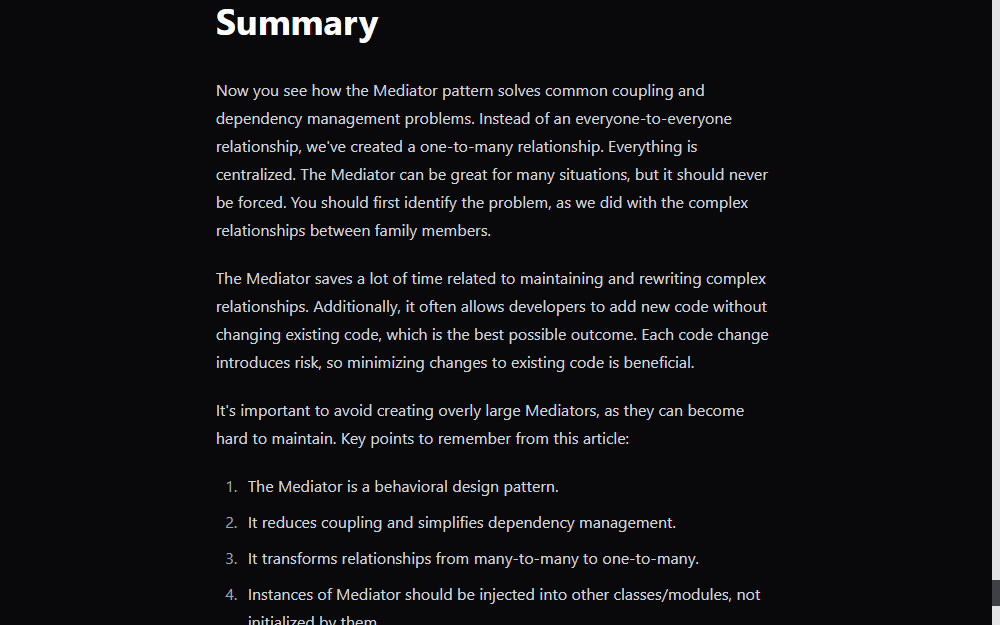 Summary
Now you see how the Mediator pattern solves common coupling and
dependency management problems. Instead of an everyone-to-everyone
relationship, we've created a one-to-many relationship. Everything is
centralized. The Mediator can be great for many situations, but it should never
be forced. You should first identify the problem, as we did with the complex
relationships between family members.
The Mediator saves a lot of time related to maintaining and rewriting complex
relationships. Additionally, it often allows developers to add new code without
changing existing code, which is the best possible outcome. Each code change
introduces risk, so minimizing changes to existing code is beneficial.
It's important to avoid creating overly large Mediators, as they can become
hard to maintain. Key points to remember from this article:
1. The Mediator is a behavioral design pattern.
2. It reduces coupling and simplifies dependency management.
3. It transforms relationships from many-to-many to one-to-many.
4. Instances of Mediator should be injected into other classes/modules, not
initialized by them